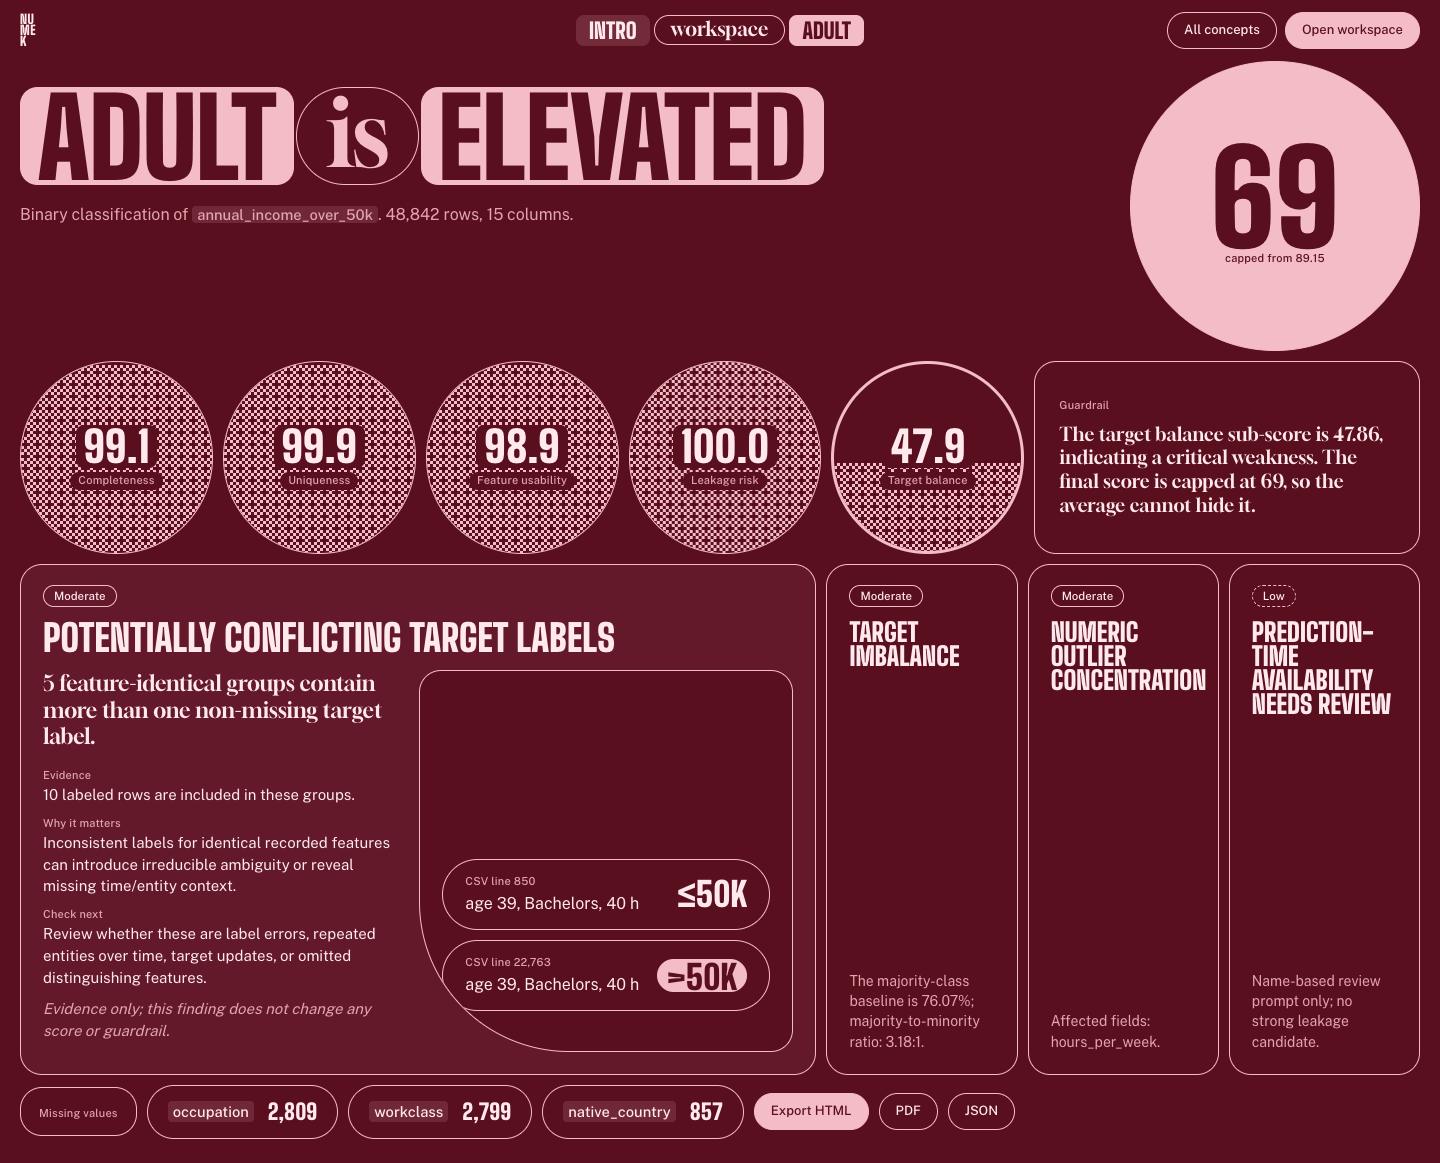 NU
ME
K
INTRO workspace ADULT
All concepts
Open workspace
ADULT is ELEVATED
Binary classification of annual_income_over_50k. 48,842 rows, 15 columns.
69
capped from 89.15
99.1
Completeness
99.9
Uniqueness
98.9
Feature usability
100.0
Leakage risk
47.9
Target balance
Guardrail
The target balance sub-score is 47.86,
indicating a critical weakness. The
final score is capped at 69, so the
average cannot hide it.
Moderate
POTENTIALLY CONFLICTING TARGET LABELS
5 feature-identical groups contain
more than one non-missing target
label.
Evidence
10 labeled rows are included in these groups.
Why it matters
Inconsistent labels for identical recorded features
can introduce irreducible ambiguity or reveal
missing time/entity context.
Check next
Review whether these are label errors, repeated
entities over time, target updates, or omitted
distinguishing features.
Evidence only; this finding does not change any
score or guardrail.
CSV line 850
age 39, Bachelors, 40 h
≤50K
CSV line 22,763
age 39, Bachelors, 40 h
>50K
Moderate
TARGET
IMBALANCE
The majority-class
baseline is 76.07%;
majority-to-minority
ratio: 3.18:1.
Moderate
NUMERIC
OUTLIER
CONCENTRATION
Affected fields:
hours_per_week.
Low
PREDICTION-
TIME
AVAILABILITY
NEEDS REVIEW
Name-based review
prompt only; no
strong leakage
candidate.
Missing values
occupation 2,809
workclass 2,799
native_country 857
Export HTML
PDF
JSON